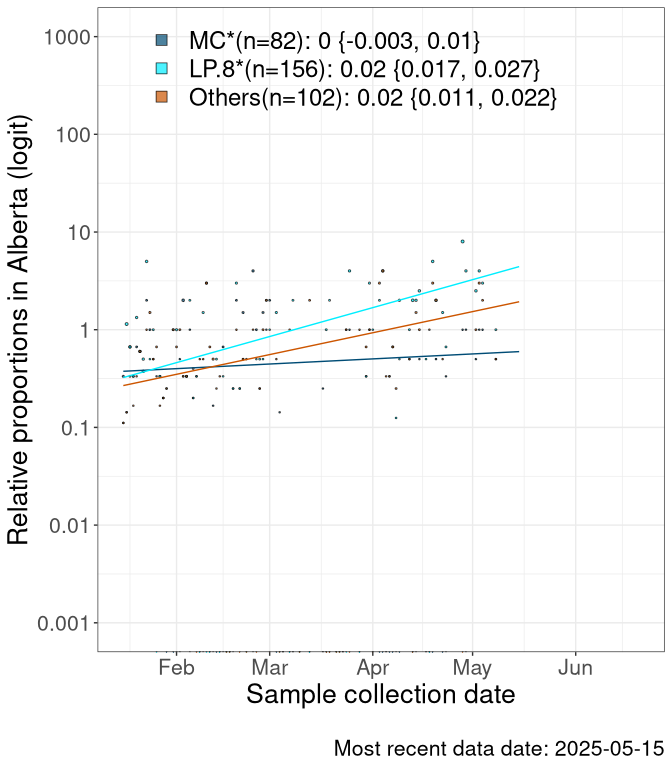 MC*(n=82): 0 {-0.003, 0.01}
LP.8*(n=156): 0.02 {0.017, 0.027}
Others(n=102): 0.02 {0.011, 0.022}
Relative proportions in Alberta (logit)
1000
100
10
1
0.1
0.01
0.001
Feb Mar Apr May Jun
Sample collection date
Most recent data date: 2025-05-15